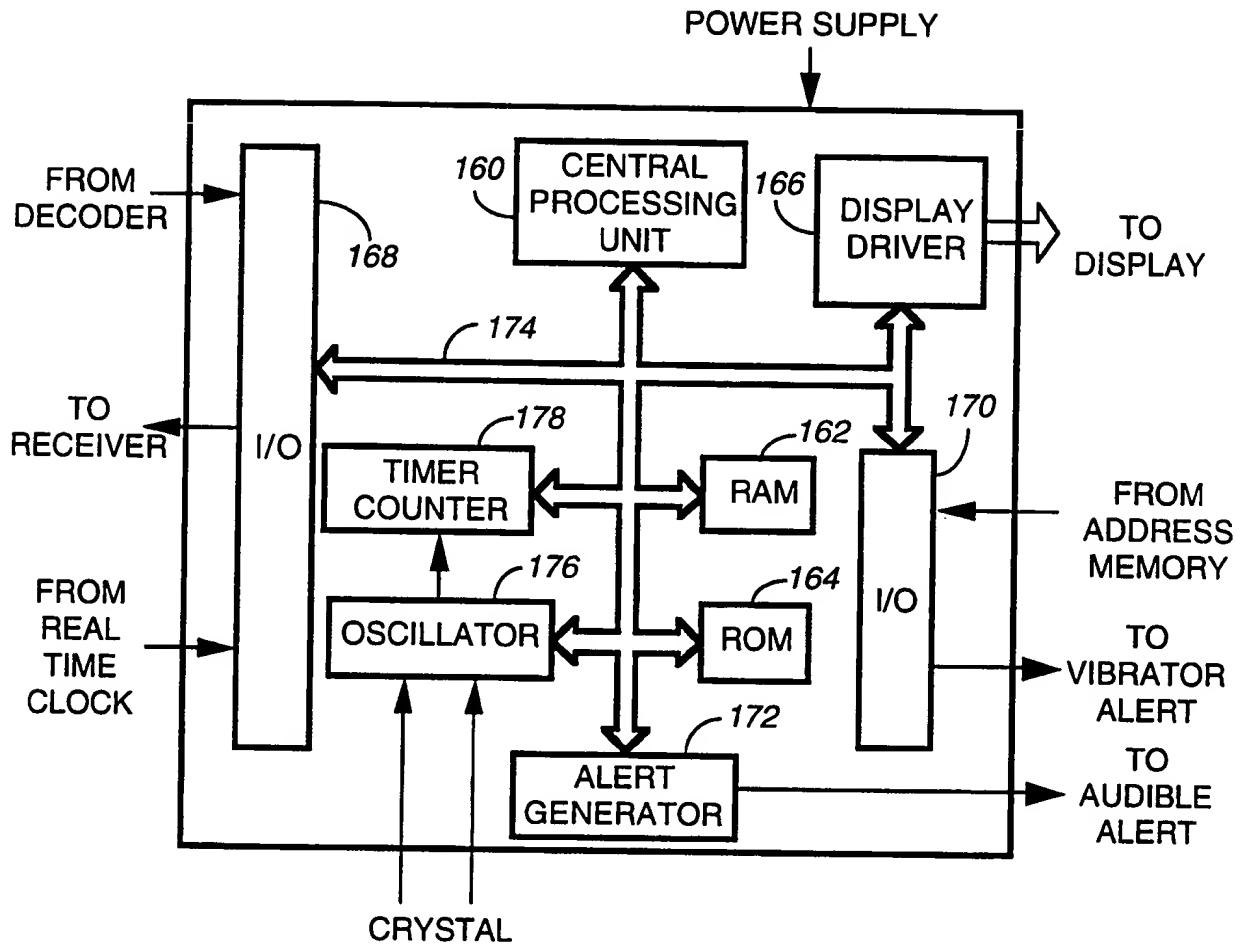 POWER SUPPLY
FROM
DECODER
168
160
CENTRAL
PROCESSING
UNIT
166
DISPLAY
DRIVER
TO
DISPLAY
174
TO
RECEIVER
I/O
178
TIMER
COUNTER
162
RAM
170
FROM
ADDRESS
MEMORY
FROM
REAL
TIME
CLOCK
176
OSCILLATOR
164
ROM
I/O
TO
VIBRATOR
ALERT
172
ALERT
GENERATOR
TO
AUDIBLE
ALERT
CRYSTAL